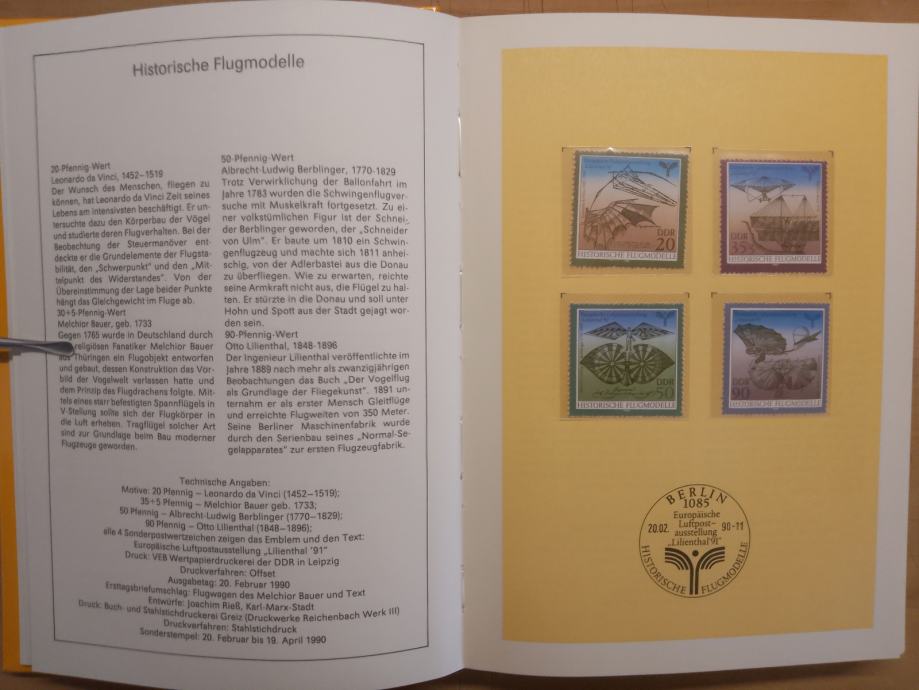 Historische Flugmodelle
20-Pfennig-Wert
Leonardo da Vinci, 1452–1519
Der Wunsch des Menschen, fliegen zu
können, hat Leonardo da Vinci Zeit seines
Lebens am intensivsten beschäftigt. Er un-
tersuchte dazu den Körperbau der Vögel
und studierte deren Flugverhalten. Bei der
Beobachtung der Steuermanöver ent-
deckte er die Grundelemente der Flugsta-
bilität, den „Schwerpunkt" und den „Mit-
telpunkt des Widerstandes". Von der
Übereinstimmung der Lage beider Punkte
hängt das Gleichgewicht im Fluge ab.
30+5-Pfennig-Wert
Melchior Bauer, geb. 1733
Gegen 1765 wurde in Deutschland durch
religiösen Fanatiker Melchior Bauer
aus Thüringen ein Flugobjekt entworfen
und gebaut, dessen Konstruktion das Vor-
bild der Vogelwelt verlassen hatte und
dem Prinzip des Flugdrachens folgte. Mit-
tels eines starr befestigten Spannflügels in
V-Stellung sollte sich der Flugkörper in
die Luft erheben. Tragflügel solcher Art
sind zur Grundlage beim Bau moderner
Flugzeuge geworden.
50-Pfennig-Wert
Albrecht-Ludwig Berblinger, 1770-1829
Trotz Verwirklichung der Ballonfahrt im
Jahre 1783 wurden die Schwingenflugver-
suche mit Muskelkraft fortgesetzt. Zu ei-
ner volkstümlichen Figur ist der Schnei-
der Berblinger geworden, der „Schneider
von Ulm". Er baute um 1810 ein Schwin-
genflugzeug und machte sich 1811 anhei-
schig, von der Adlerbastei aus die Donau
zu überfliegen. Wie zu erwarten, reichte
seine Armkraft nicht aus, die Flügel zu hal-
ten. Er stürzte in die Donau und soll unter
Hohn und Spott aus der Stadt gejagt wor-
den sein.
90-Pfennig-Wert
Otto Lilienthal, 1848-1896
Der Ingenieur Lilienthal veröffentlichte im
Jahre 1889 nach mehr als zwanzigjährigen
Beobachtungen das Buch „Der Vogelflug
als Grundlage der Fliegekunst". 1891 un-
ternahm er als erster Mensch Gleitflüge
und erreichte Flugweiten von 350 Meter.
Seine Berliner Maschinenfabrik wurde
durch den Serienbau seines „Normal-Se-
gelapparates" zur ersten Flugzeugfabrik.
Technische Angaben:
Motive: 20 Pfennig – Leonardo da Vinci (1452–1519);
35+5 Pfennig – Melchior Bauer geb. 1733;
50 Pfennig – Albrecht-Ludwig Berblinger (1770–1829);
90 Pfennig – Otto Lilienthal (1848–1896);
alle 4 Sonderpostwertzeichen zeigen das Emblem und den Text:
Europäische Luftpostausstellung „Lilienthal '91"
Druck: VEB Wertpapierdruckerei der DDR in Leipzig
Druckverfahren: Offset
Ausgabetag: 20. Februar 1990
Ersttagsbriefumschlag: Flugwagen des Melchior Bauer und Text
Entwürfe: Joachim Rieß, Karl-Marx-Stadt
Druck: Buch- und Stahlstichdruckerei Greiz (Druckwerke Reichenbach Werk III)
Druckverfahren: Stahlstichdruck
Sonderstempel: 20. Februar bis 19. April 1990
DDR
20
HISTORISCHE FLUGMODELLE
DDR
35+5
HISTORISCHE FLUGMODELLE
DDR
50
HISTORISCHE FLUGMODELLE
DDR
90
HISTORISCHE FLUGMODELLE
BERLIN
1085
Europäische
Luftpost-
ausstellung
„Lilienthal '91"
20.02. 90-11
HISTORISCHE FLUGMODELLE